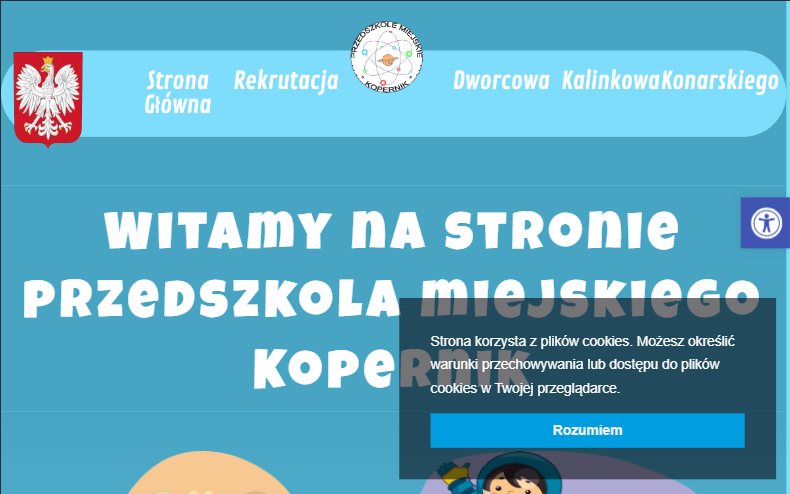 PRZEDSZKOLE MIEJSKIE
- KOPERNIK -
Strona Główna
Rekrutacja
Dworcowa
Kalinkowa
Konarskiego
Witamy na stronie
Przedszkola Miejskiego
Kopernik
Strona korzysta z plików cookies. Możesz określić
warunki przechowywania lub dostępu do plików
cookies w Twojej przeglądarce.
Rozumiem